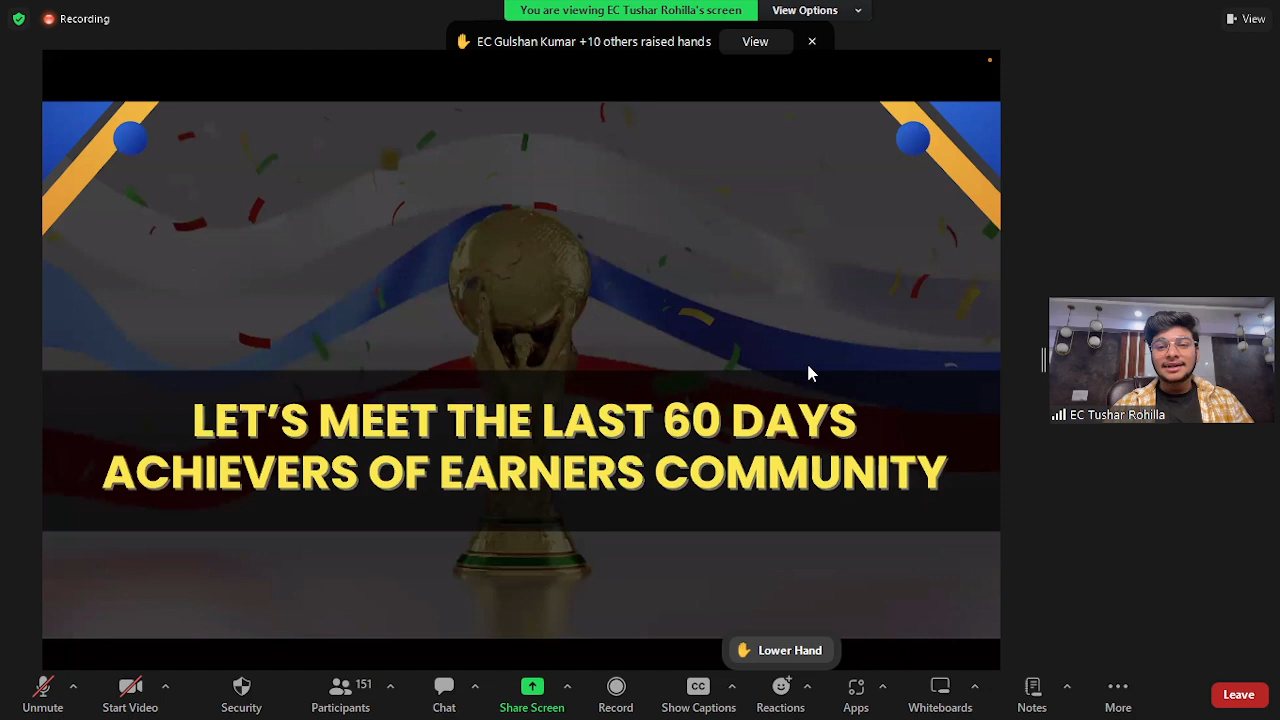 Recording
You are viewing EC Tushar Rohilla's screen
View Options
View
EC Gulshan Kumar +10 others raised hands
View
LET'S MEET THE LAST 60 DAYS
ACHIEVERS OF EARNERS COMMUNITY
EC Tushar Rohilla
Lower Hand
Unmute
Start Video
Security
151
Participants
Chat
Share Screen
Record
CC
Show Captions
Reactions
Apps
Whiteboards
Notes
More
Leave